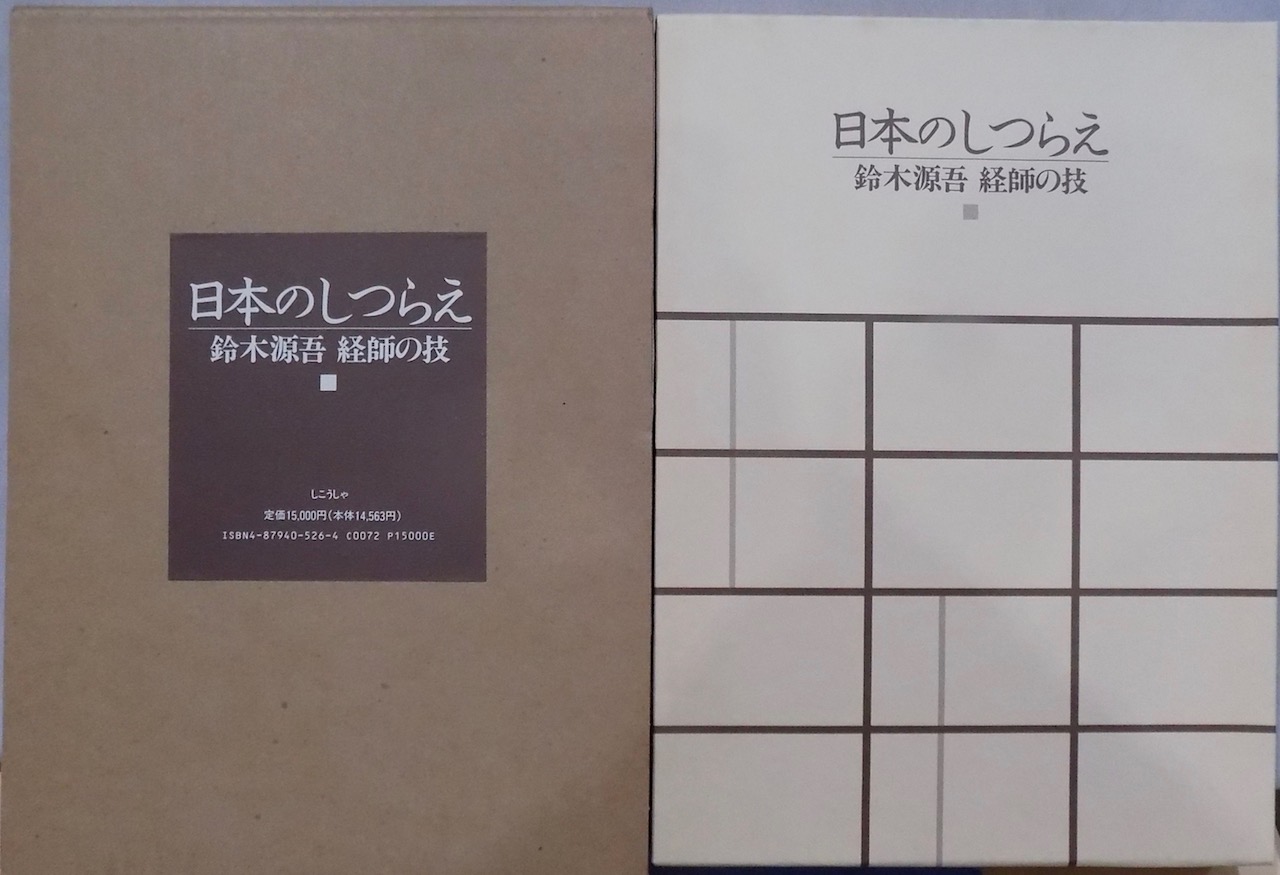 日本のしつらえ
鈴木源吾 経師の技
しこうしゃ
定価15,000円(本体14,563円)
ISBN4-87940-526-4 C0072 P15000E
日本のしつらえ
鈴木源吾 経師の技